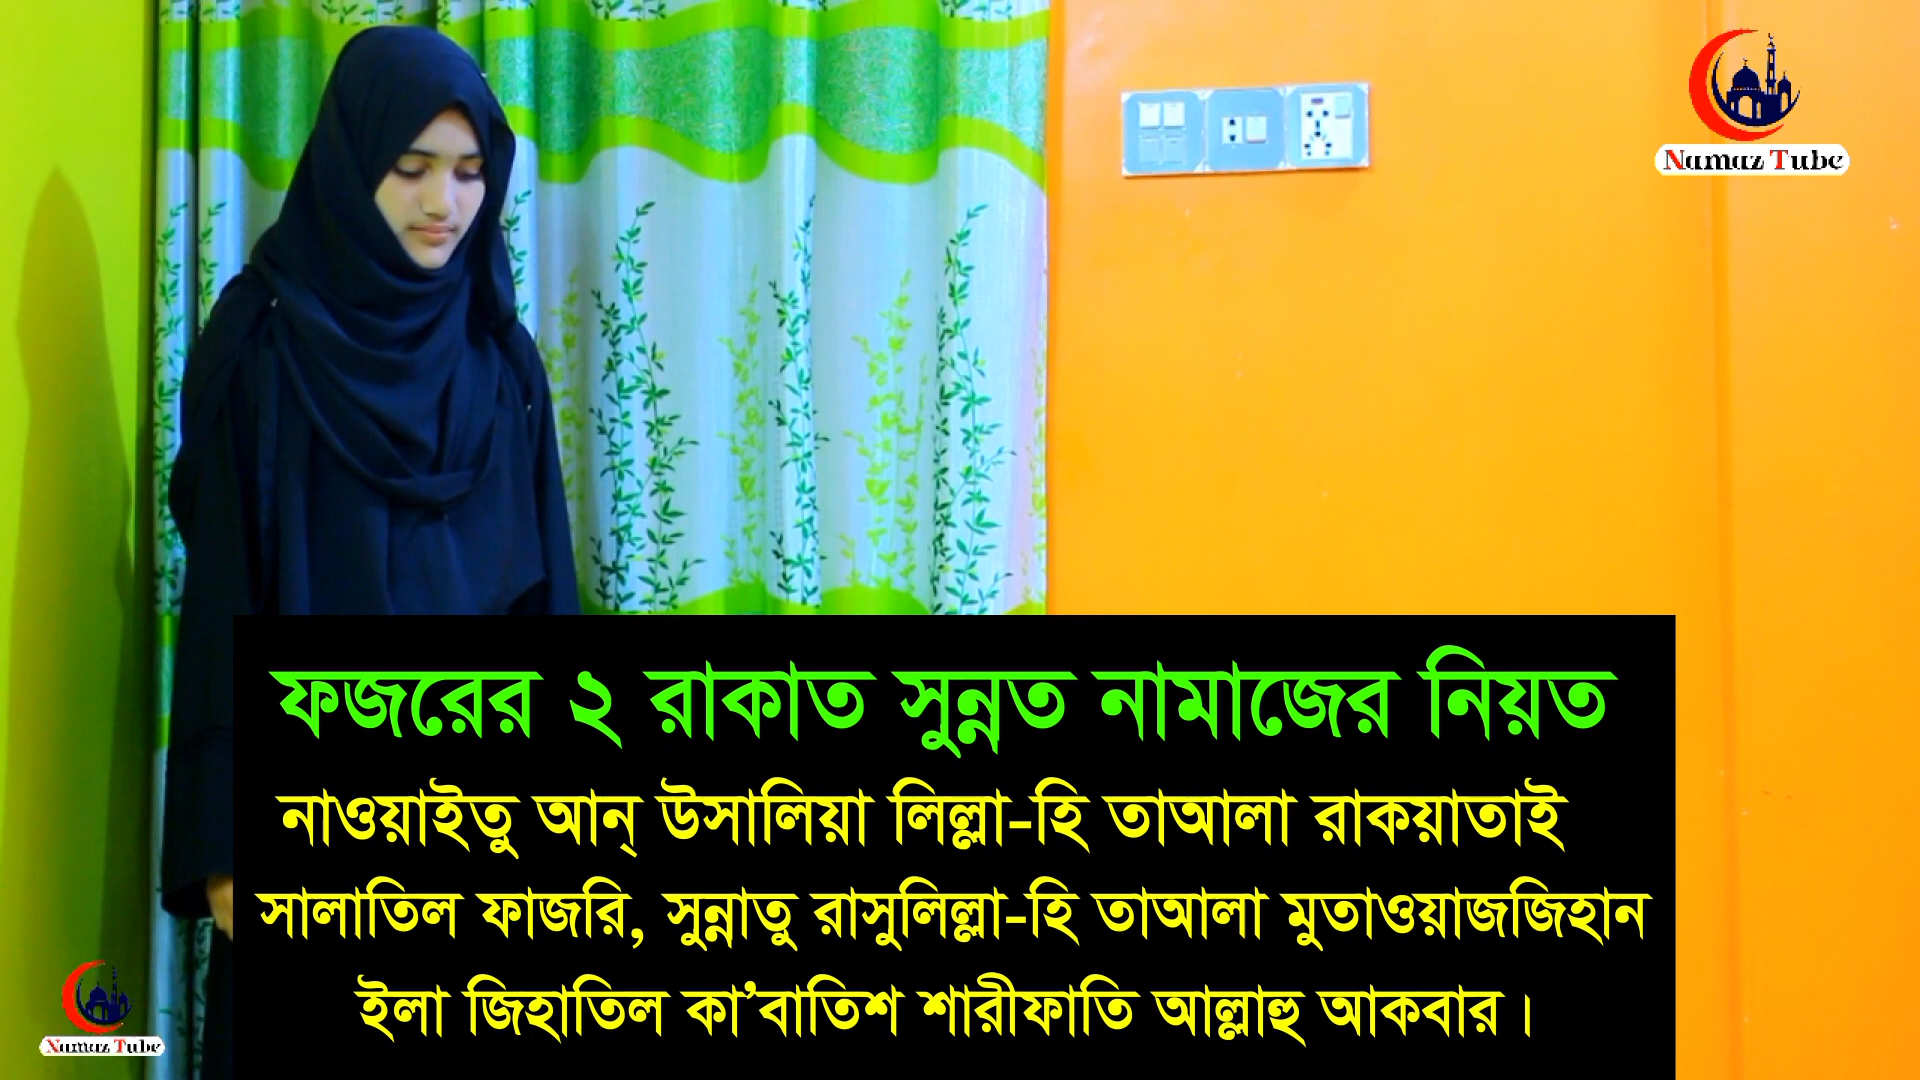 Namaz Tube
ফজরের ২ রাকাত সুন্নত নামাজের নিয়ত
নাওয়াইতু আন্ উসালিয়া লিল্লা-হি তাআলা রাকয়াতাই
সালাতিল ফাজরি, সুন্নাতু রাসুলিল্লা-হি তাআলা মুতাওয়াজজিহান
ইলা জিহাতিল কা’বাতিশ শারীফাতি আল্লাহু আকবার।
Namaz Tube